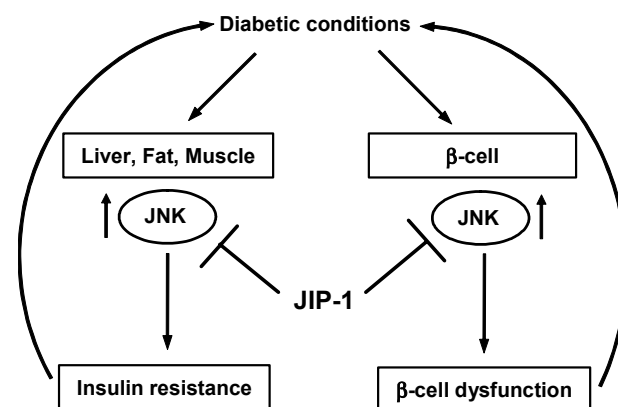 Diabetic conditions
Liver, Fat, Muscle
β-cell
JNK
JNK
JIP-1
Insulin resistance
β-cell dysfunction